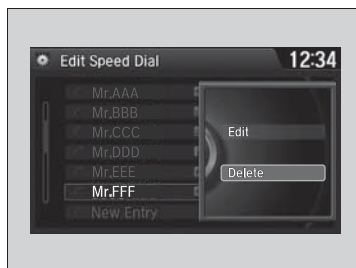 Edit Speed Dial
12:34
Mr.AAA
Mr.BBB
Mr.CCC
Mr.DDD
Mr.EEE
Mr.FFF
New Entry
Edit
Delete